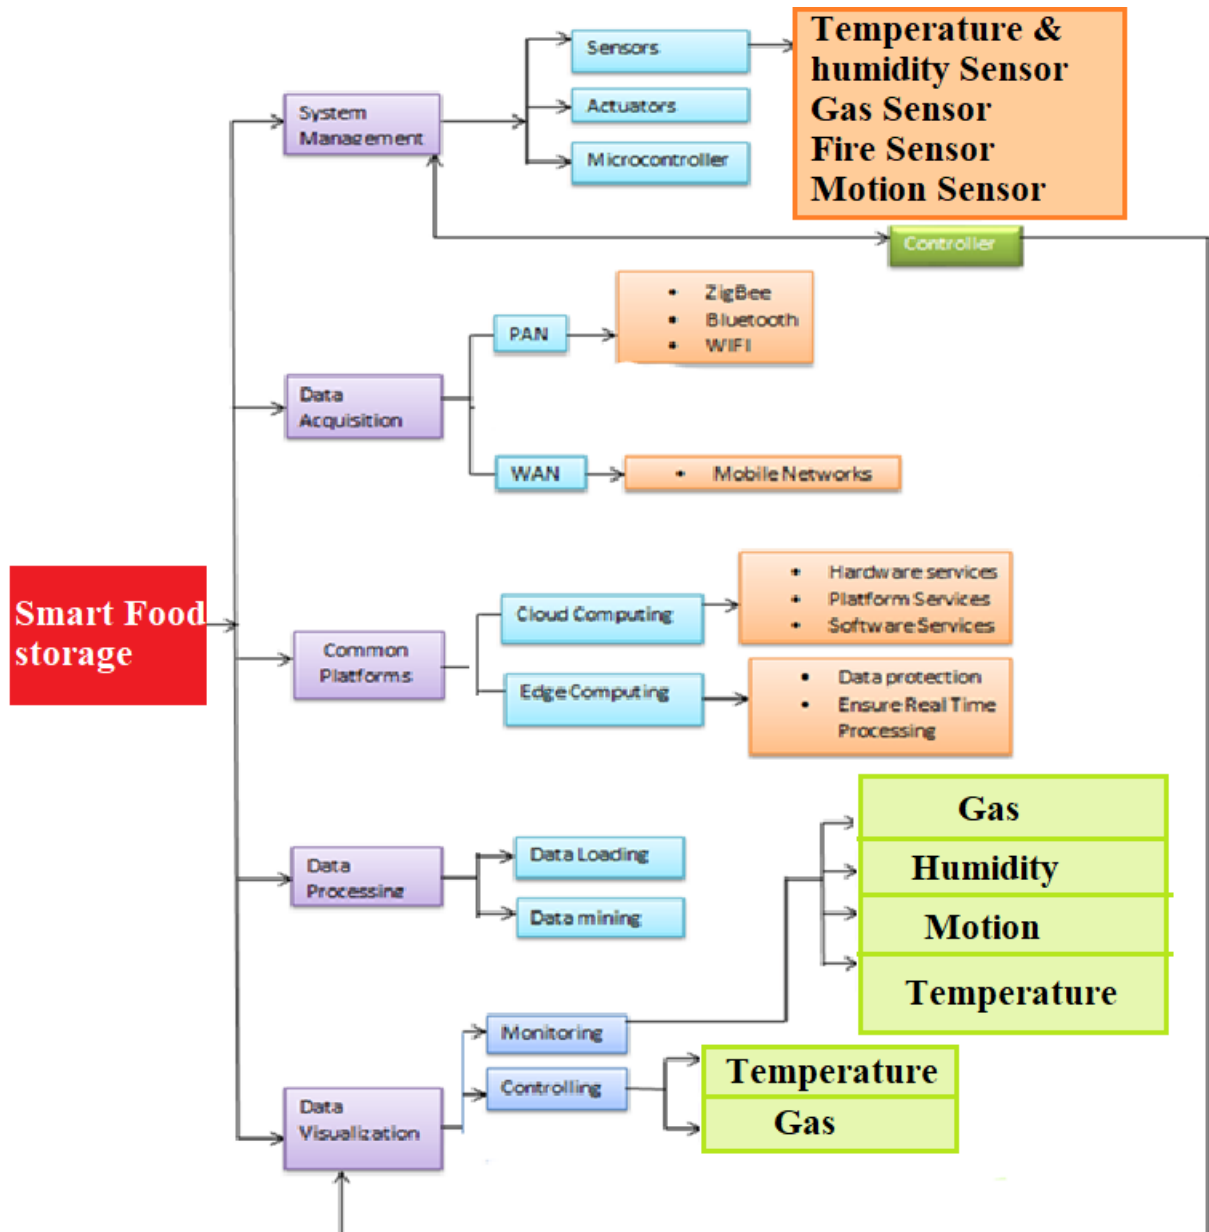 Temperature &
humidity Sensor
Gas Sensor
Fire Sensor
Motion Sensor
Sensors
Actuators
Microcontroller
System
Management
Controller
• ZigBee
• Bluetooth
• WIFI
PAN
Data
Acquisition
WAN
• Mobile Networks
Smart Food
storage
Common
Platforms
Cloud Computing
• Hardware services
• Platform Services
• Software Services
Edge Computing
• Data protection
• Ensure Real Time
Processing
Data
Processing
Data Loading
Data mining
Gas
Humidity
Motion
Temperature
Monitoring
Controlling
Temperature
Gas
Data
Visualization